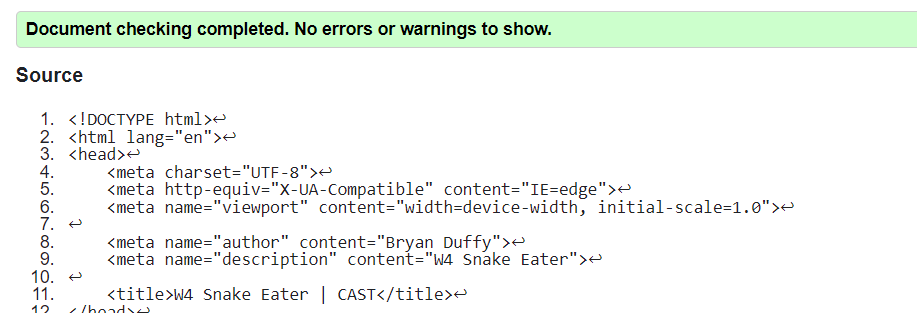 Document checking completed. No errors or warnings to show.
Source
1. <!DOCTYPE html>↩
2. <html lang="en">↩
3. <head>↩
4.     <meta charset="UTF-8">↩
5.     <meta http-equiv="X-UA-Compatible" content="IE=edge">↩
6.     <meta name="viewport" content="width=device-width, initial-scale=1.0">↩
7. ↩
8.     <meta name="author" content="Bryan Duffy">↩
9.     <meta name="description" content="W4 Snake Eater">↩
10. ↩
11.     <title>W4 Snake Eater | CAST</title>↩
12. </head>↩